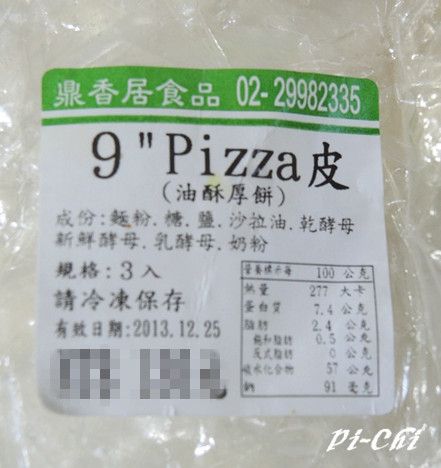 鼎香居食品 02-29982335
9"Pizza皮
(油酥厚餅)
成份:麵粉.糖.鹽.沙拉油.乾酵母
新鮮酵母.乳酵母.奶粉
規格:3入
請冷凍保存
有效日期:2013.12.25
營養標示每 100 公克
熱量 277 大卡
蛋白質 7.4 公克
脂肪 2.4 公克
飽和脂肪 0.5 公克
反式脂肪 0 公克
碳水化合物 57 公克
鈉 91 毫克
Pi-Chi